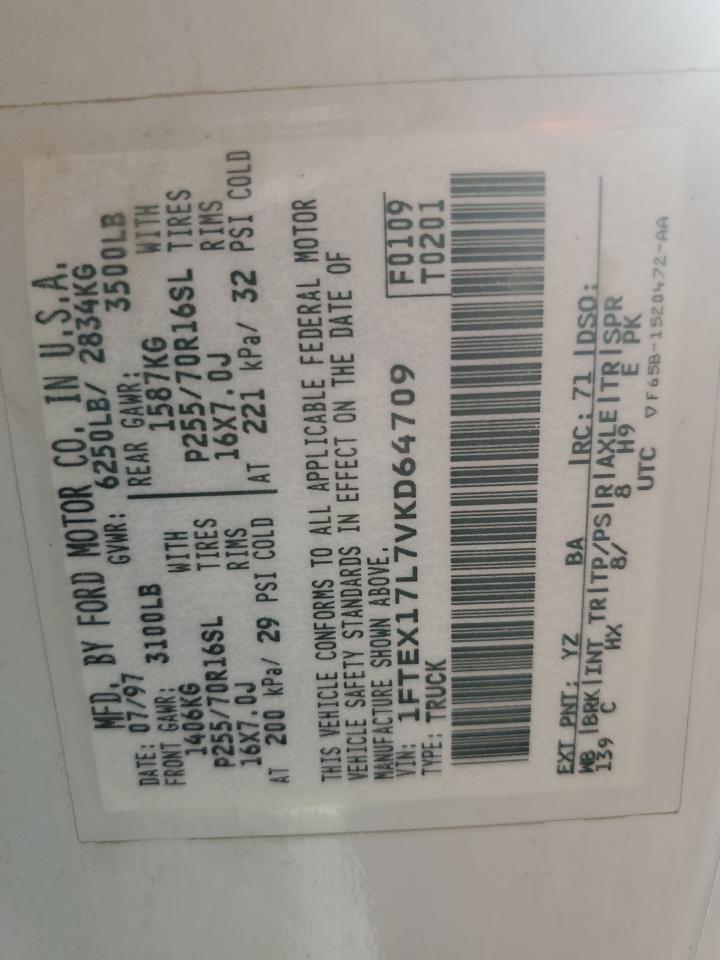 MFD. BY FORD MOTOR CO. IN U.S.A.
DATE: 07/97 GVWR: 6250LB/ 2834KG
FRONT GAWR: 3100LB REAR GAWR: 3500LB
1406KG WITH 1587KG WITH
P255/70R16SL TIRES P255/70R16SL TIRES
16X7.0J RIMS 16X7.0J RIMS
AT 200 kPa/ 29 PSI COLD AT 221 kPa/ 32 PSI COLD
THIS VEHICLE CONFORMS TO ALL APPLICABLE FEDERAL MOTOR
VEHICLE SAFETY STANDARDS IN EFFECT ON THE DATE OF
MANUFACTURE SHOWN ABOVE.
VIN: 1FTEX17L7VKD64709 F0109
TYPE: TRUCK T0201
EXT PNT: YZ BA RC: 71 DSO:
WB BRK INT TR TP/PS R AXLE TR SPR
139 C HX 8/ 8 H9 E PK
UTC ▽F65B-1520472-AA